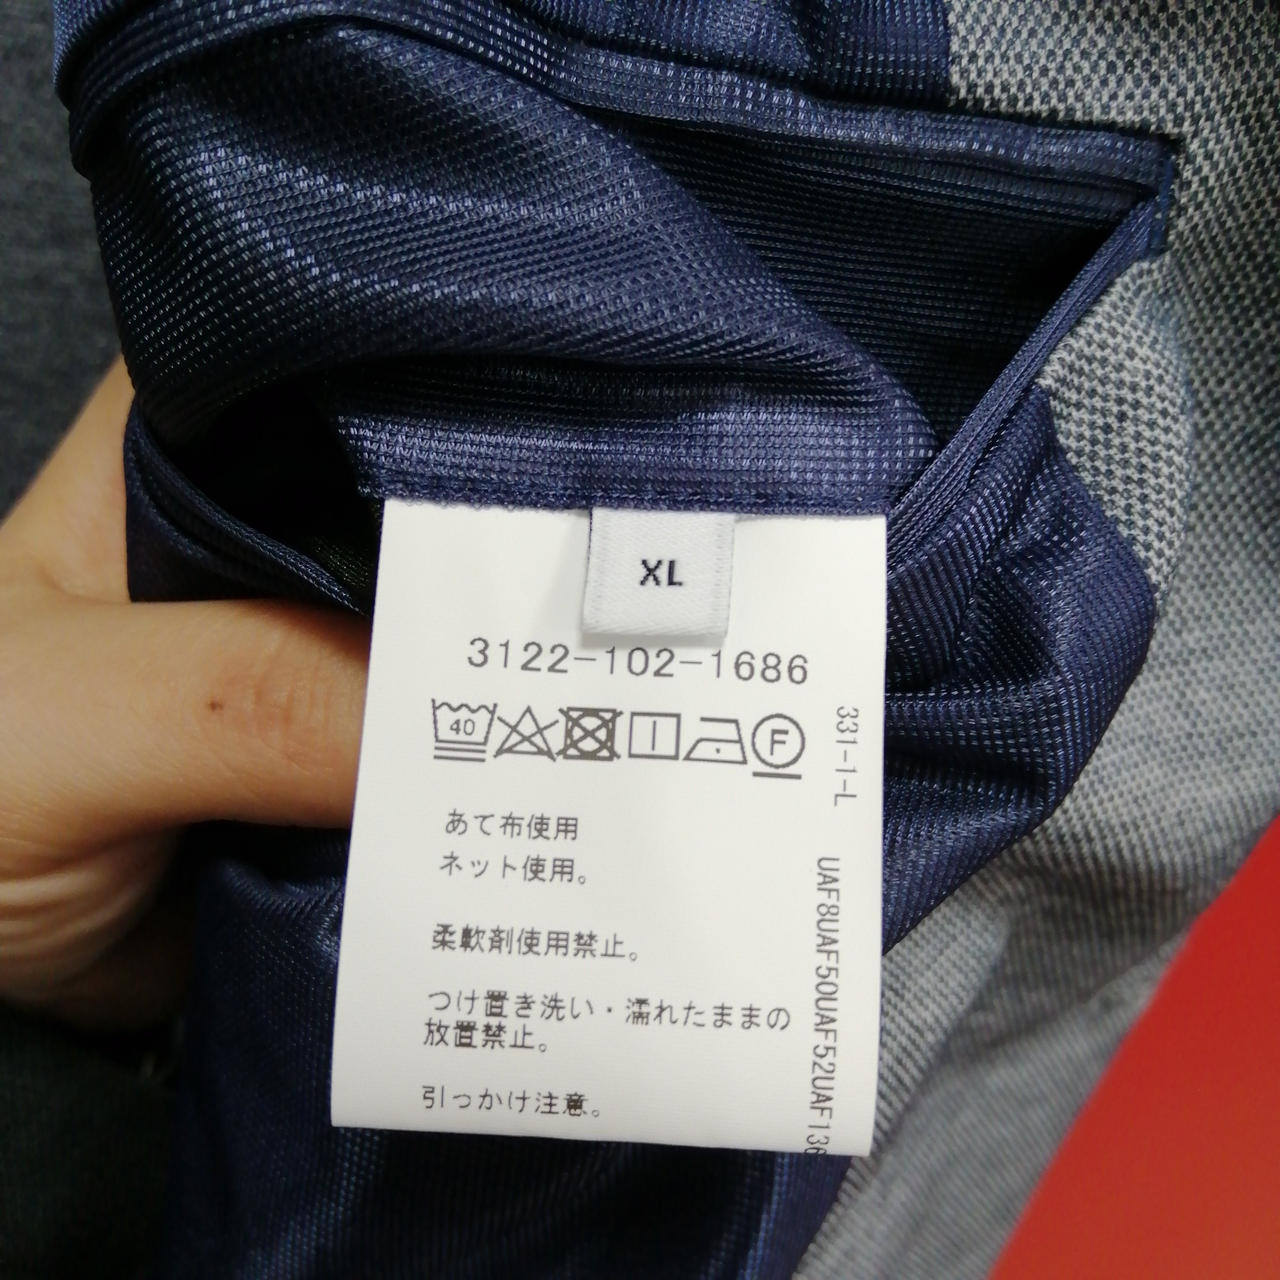 XL
3122-102-1686
40
F
あて布使用
ネット使用。
柔軟剤使用禁止。
つけ置き洗い・濡れたままの
放置禁止。
引っかけ注意。
331-1-L
UAF8UAF50UAF52UAF136